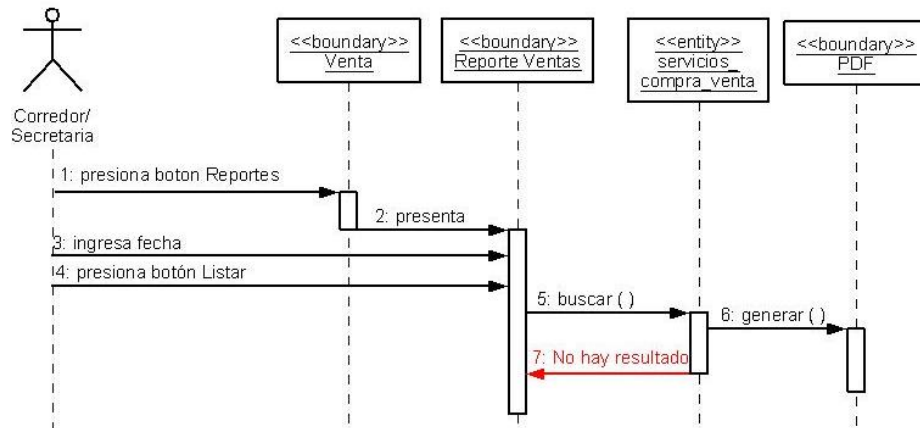 <<boundary>>
Venta
<<boundary>>
Reporte Ventas
<<entity>>
servicios_
compra_venta
<<boundary>>
PDF
Corredor/
Secretaria
1: presiona boton Reportes
2: presenta
3: ingresa fecha
4: presiona botón Listar
5: buscar ( )
6: generar ( )
7: No hay resultado